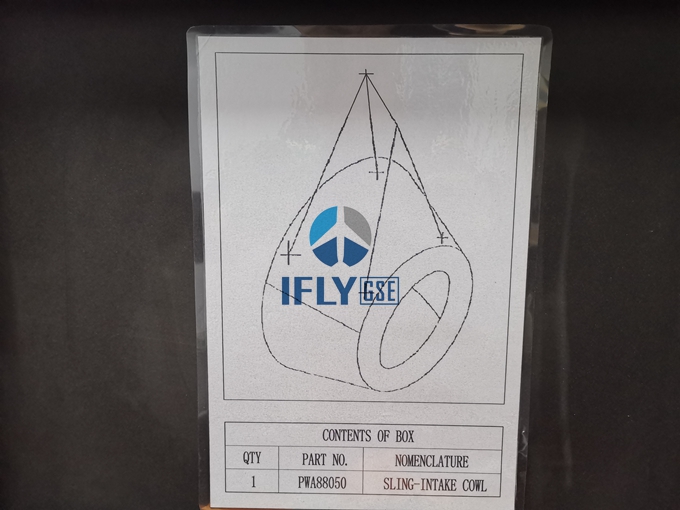 IFLY GSE
CONTENTS OF BOX
QTY PART NO. NOMENCLATURE
1 PWA88050 SLING-INTAKE COWL